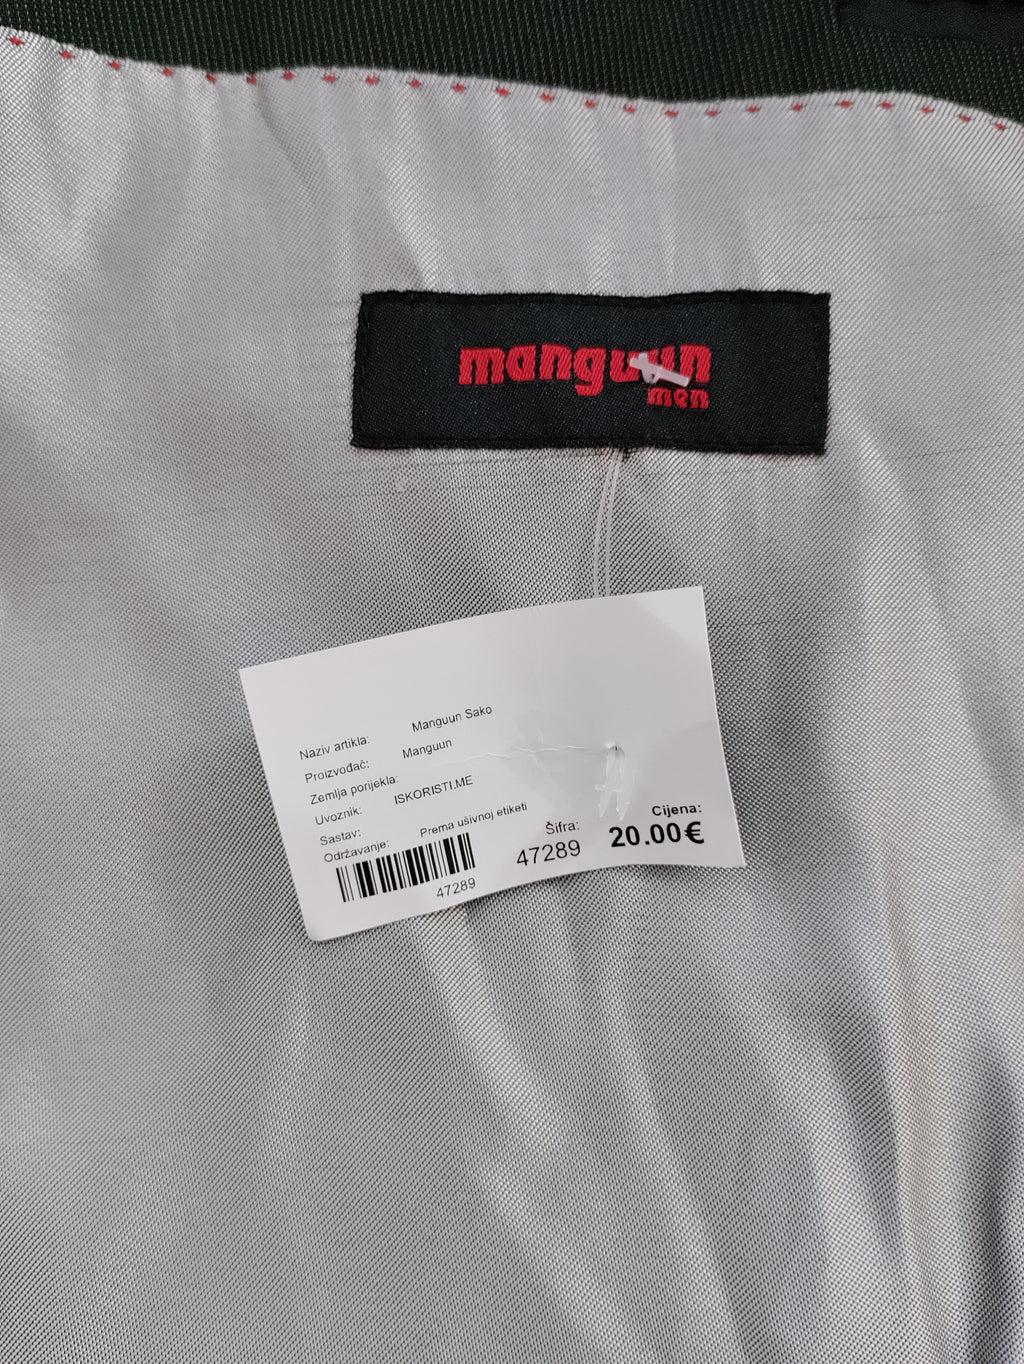 manguun
men
Naziv artikla: Manguun Sako
Proizvođač: Manguun
Zemlja porijekla:
Uvoznik: ISKORISTI.ME
Sastav:
Održavanje: Prema ušivnoj etiketi
47289
Šifra:
47289
Cijena:
20.00€